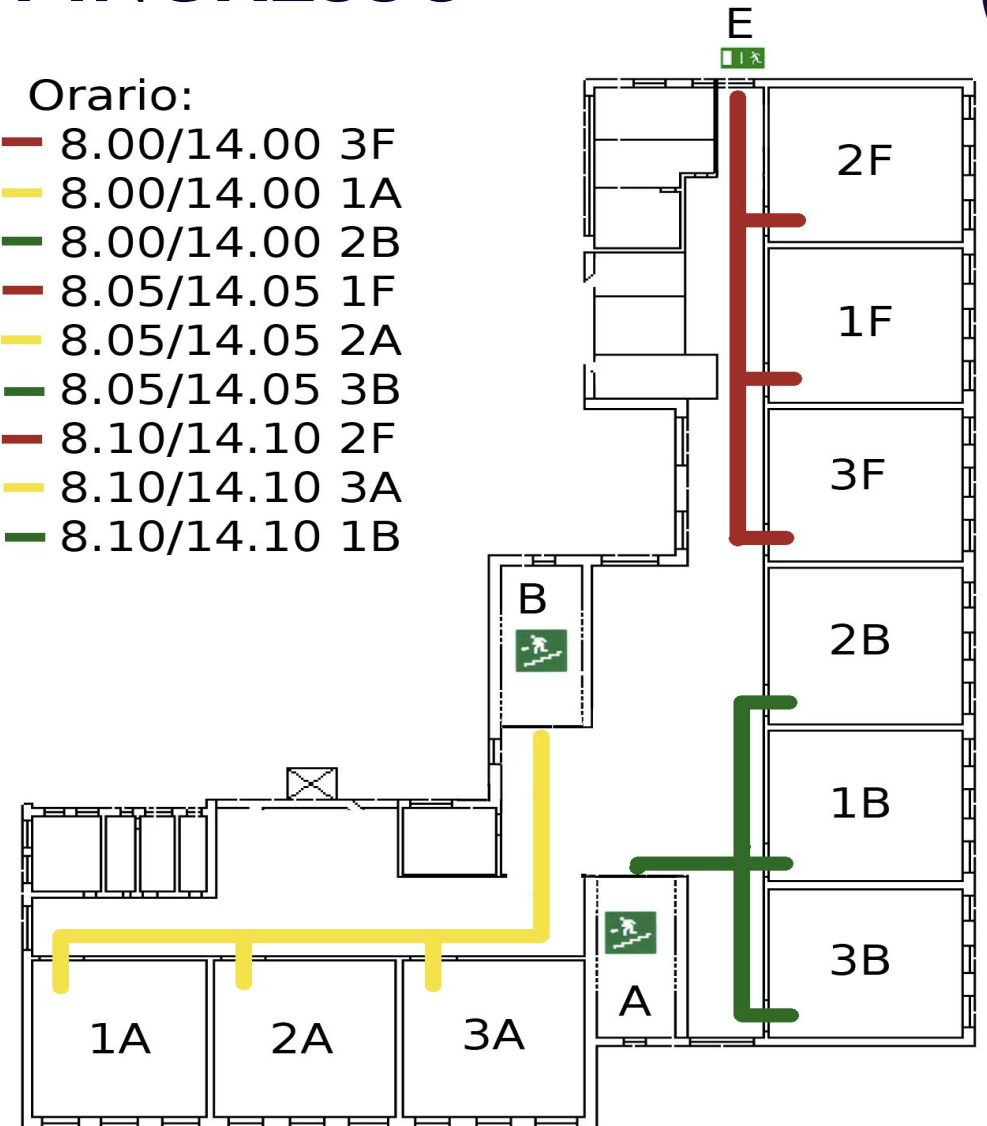 E
Orario:
8.00/14.00 3F
8.00/14.00 1A
8.00/14.00 2B
8.05/14.05 1F
8.05/14.05 2A
8.05/14.05 3B
8.10/14.10 2F
8.10/14.10 3A
8.10/14.10 1B
2F
1F
3F
B
2B
1B
3B
A
1A
2A
3A